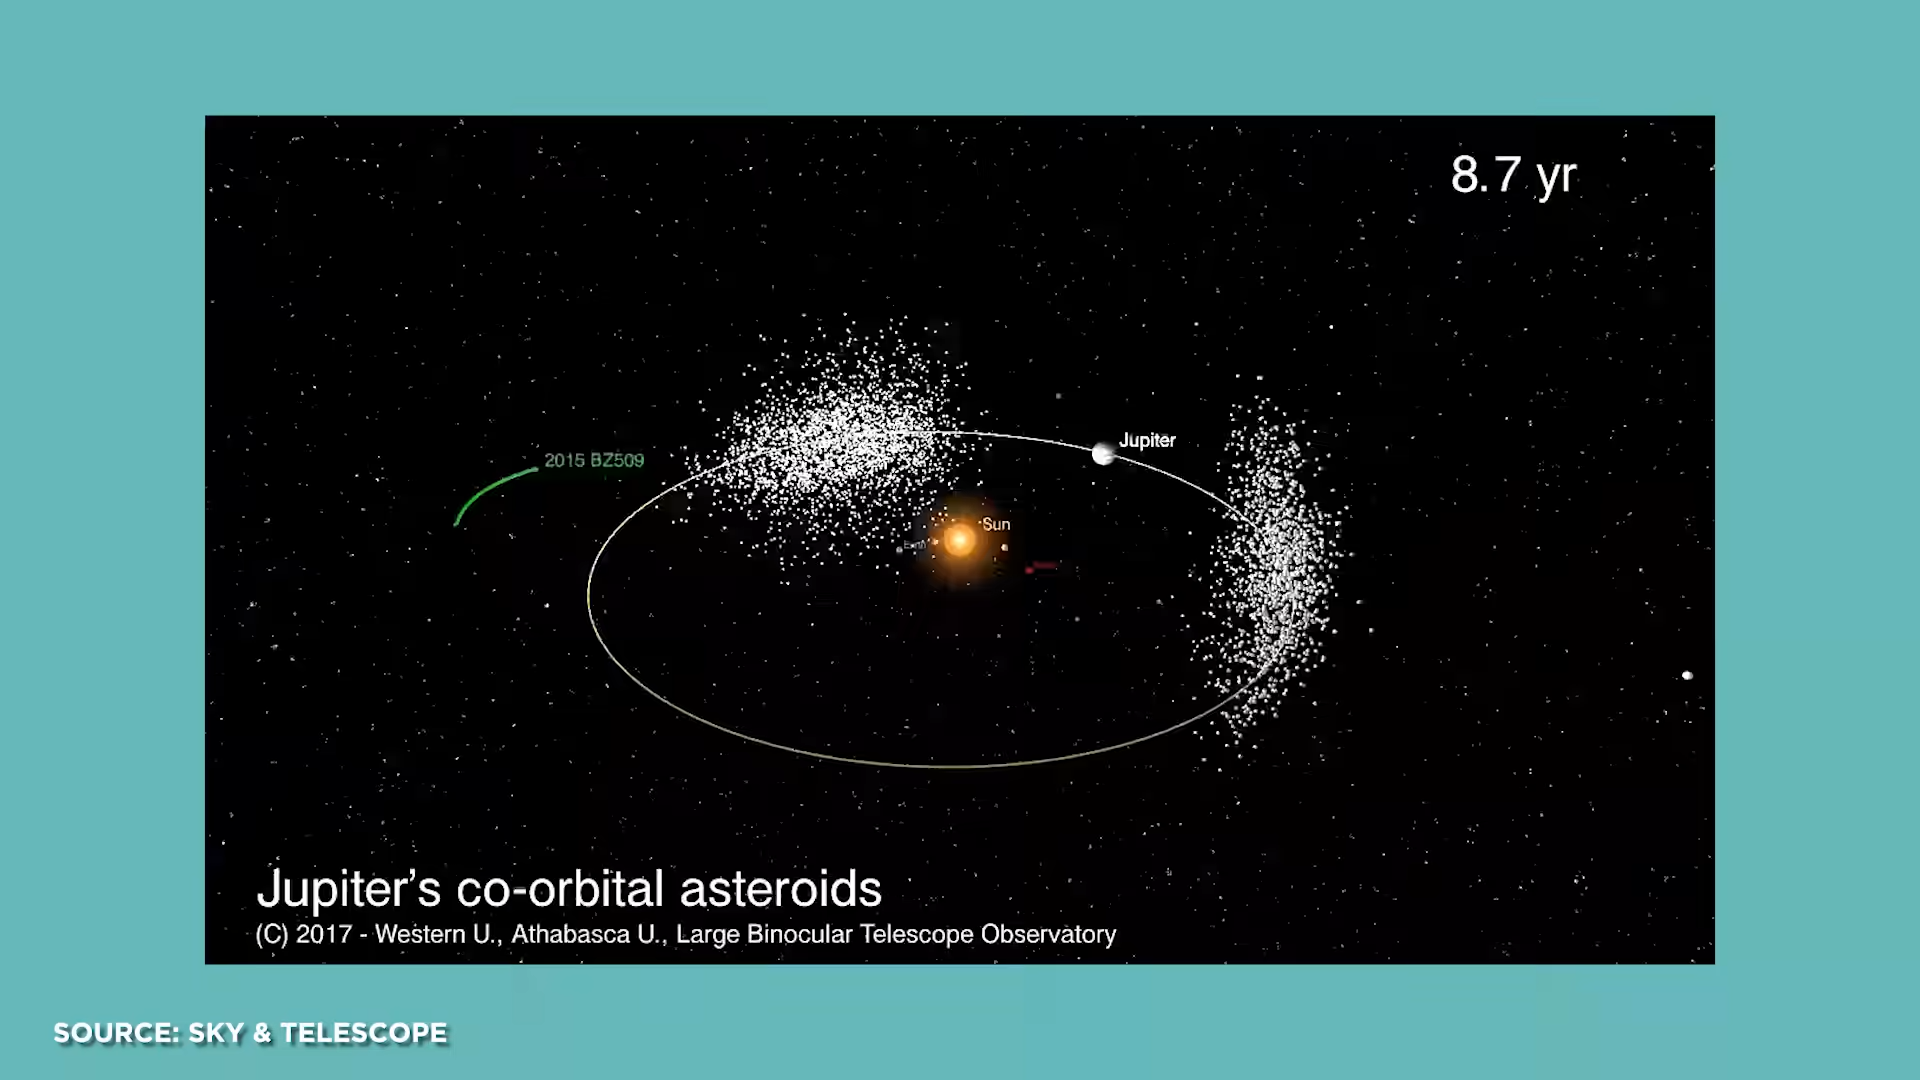 8.7 yr
Jupiter
2015 BZ509
Sun
Earth
Jupiter's co-orbital asteroids
(C) 2017 - Western U., Athabasca U., Large Binocular Telescope Observatory
SOURCE: SKY & TELESCOPE